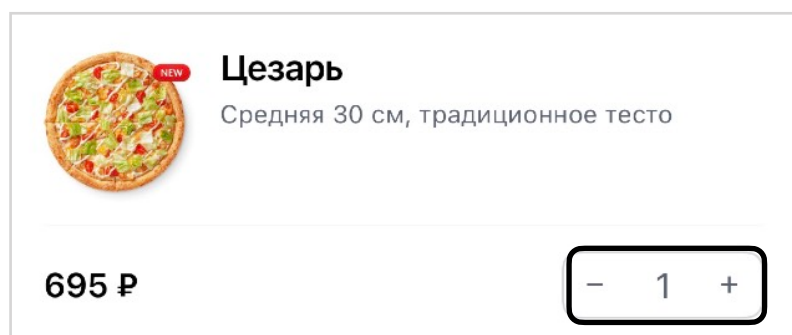 NEW
Цезарь
Средняя 30 см, традиционное тесто
695 ₽
− 1 +